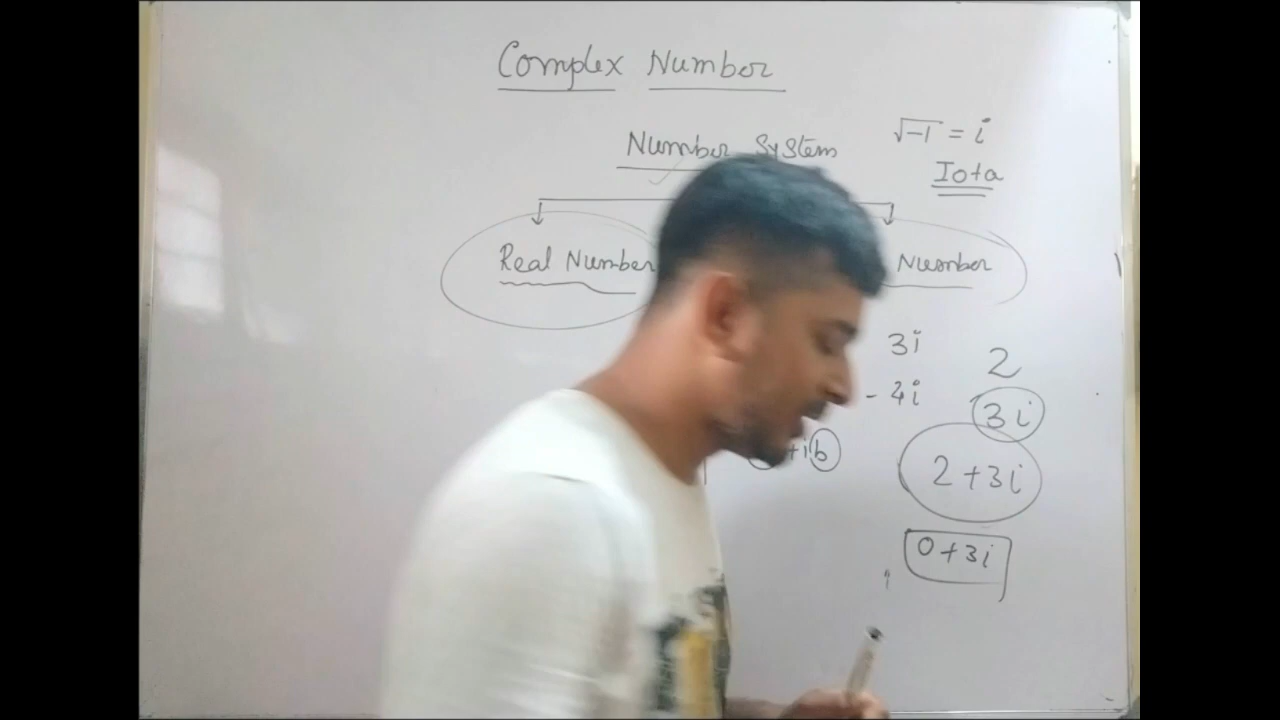 Complex Number
Number System
√-1 = i
Iota
Real Number
Number
3i
2
- 4i
3i
+ib
2+3i
0+3i